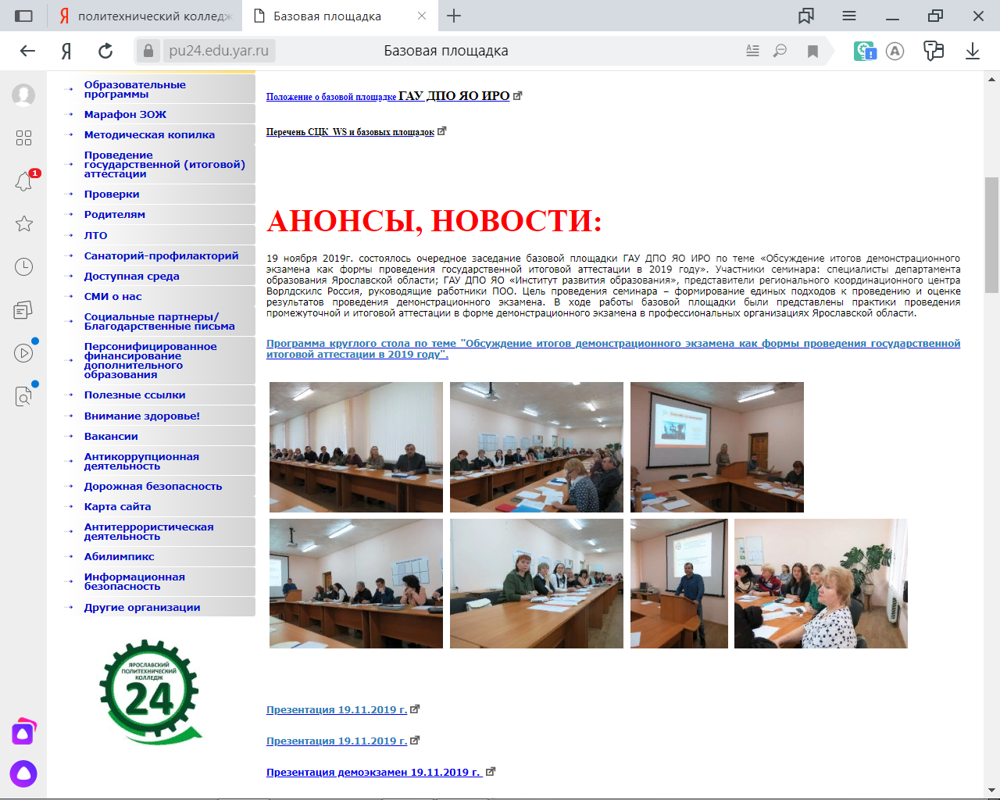 политехнический колледж
Базовая площадка
pu24.edu.yar.ru
Базовая площадка
1
Образовательные
программы
Марафон ЗОЖ
Методическая копилка
Проведение
государственной (итоговой)
аттестации
Проверки
Родителям
ЛТО
Санаторий-профилакторий
Доступная среда
СМИ о нас
Социальные партнеры/
Благодарственные письма
Персонифицированное
финансирование
дополнительного
образования
Полезные ссылки
Внимание здоровье!
Вакансии
Антикоррупционная
деятельность
Дорожная безопасность
Карта сайта
Антитеррористическая
деятельность
Абилимпикс
Информационная
безопасность
Другие организации
ЯРОСЛАВСКИЙ
ПОЛИТЕХНИЧЕСКИЙ
КОЛЛЕДЖ
24
Положение о базовой площадке ГАУ ДПО ЯО ИРО
Перечень СЦК WS и базовых площадок
АНОНСЫ, НОВОСТИ:
19 ноября 2019г. состоялось очередное заседание базовой площадки ГАУ ДПО ЯО ИРО по теме «Обсуждение итогов демонстрационного
экзамена как формы проведения государственной итоговой аттестации в 2019 году». Участники семинара: специалисты департамента
образования Ярославской области; ГАУ ДПО ЯО «Институт развития образования», представители регионального координационного центра
Ворлдскилс Россия, руководящие работники ПОО. Цель проведения семинара – формирование единых подходов к проведению и оценке
результатов проведения демонстрационного экзамена. В ходе работы базовой площадки были представлены практики проведения
промежуточной и итоговой аттестации в форме демонстрационного экзамена в профессиональных организациях Ярославской области.
Программа круглого стола по теме "Обсуждение итогов демонстрационного экзамена как формы проведения государственной
итоговой аттестации в 2019 году".
Презентация 19.11.2019 г.
Презентация 19.11.2019 г.
Презентация демоэкзамен 19.11.2019 г.